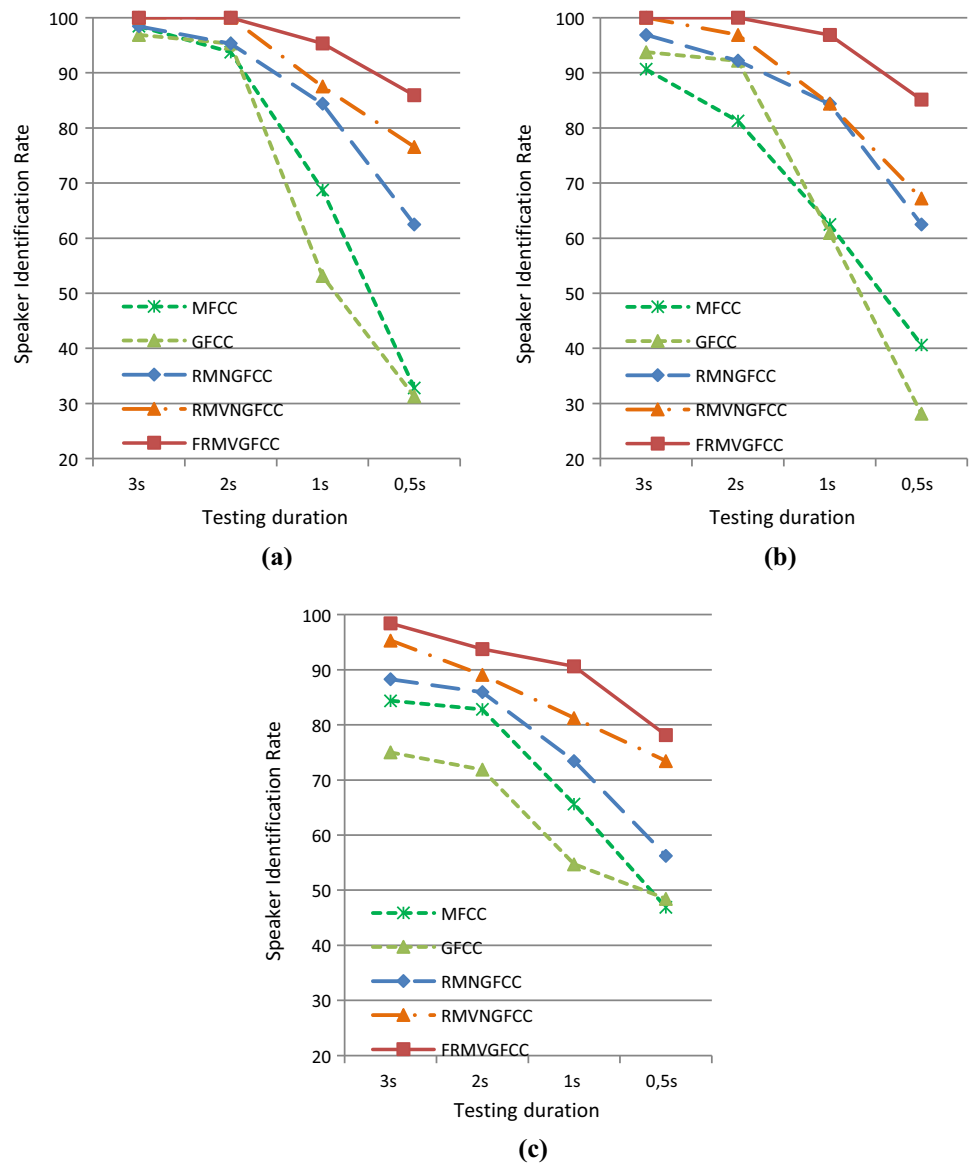 Speaker Identification Rate
100
90
80
70
60
50
40
30
20
MFCC
GFCC
RMNGFCC
RMVNGFCC
FRMVGFCC
3s 2s 1s 0,5s
Testing duration
(a)
Speaker Identification Rate
100
90
80
70
60
50
40
30
20
MFCC
GFCC
RMNGFCC
RMVNGFCC
FRMVGFCC
3s 2s 1s 0,5s
Testing duration
(b)
Speaker Identification Rate
100
90
80
70
60
50
40
30
20
MFCC
GFCC
RMNGFCC
RMVNGFCC
FRMVGFCC
3s 2s 1s 0,5s
Testing duration
(c)